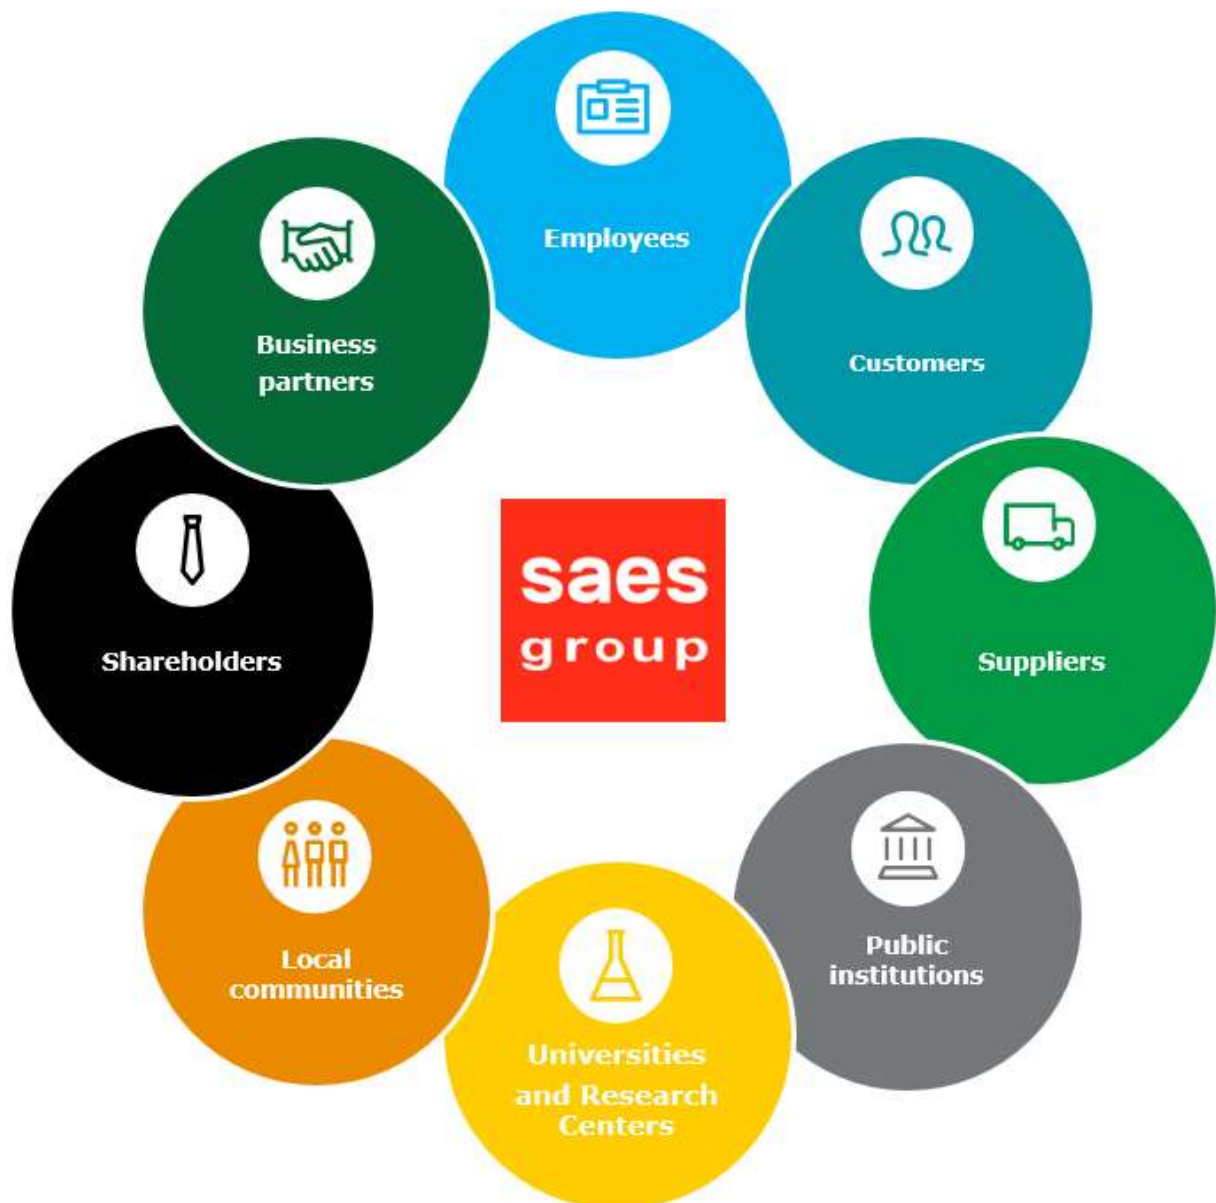 Employees
Customers
Suppliers
Public
institutions
Universities
and Research
Centers
Local
communities
Shareholders
Business
partners
saes
group